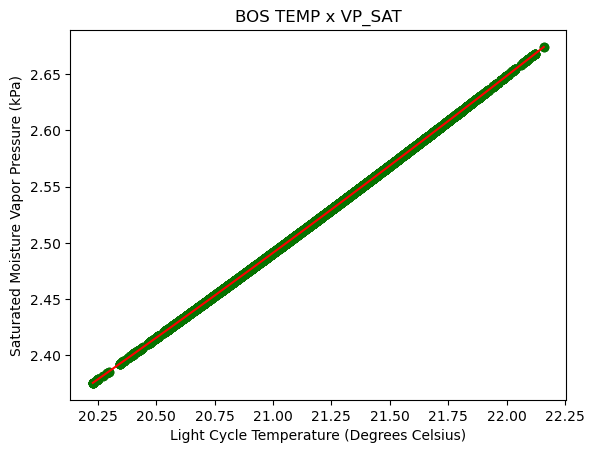 BOS TEMP x VP_SAT
Saturated Moisture Vapor Pressure (kPa)
2.65
2.60
2.55
2.50
2.45
2.40
20.25 20.50 20.75 21.00 21.25 21.50 21.75 22.00 22.25
Light Cycle Temperature (Degrees Celsius)